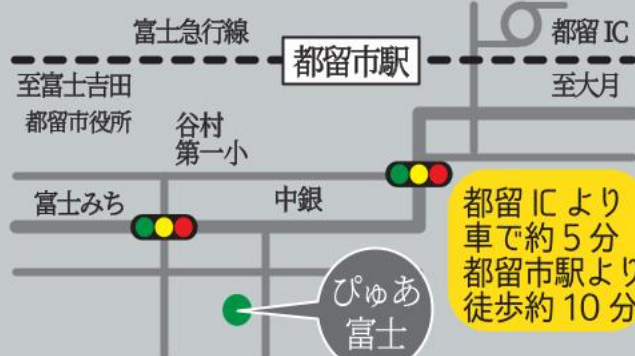 富士急行線
都留IC
都留市駅
至富士吉田
至大月
都留市役所
谷村
第一小
富士みち
中銀
都留ICより
車で約5分
都留市駅より
徒歩約10分
ぴゅあ
富士